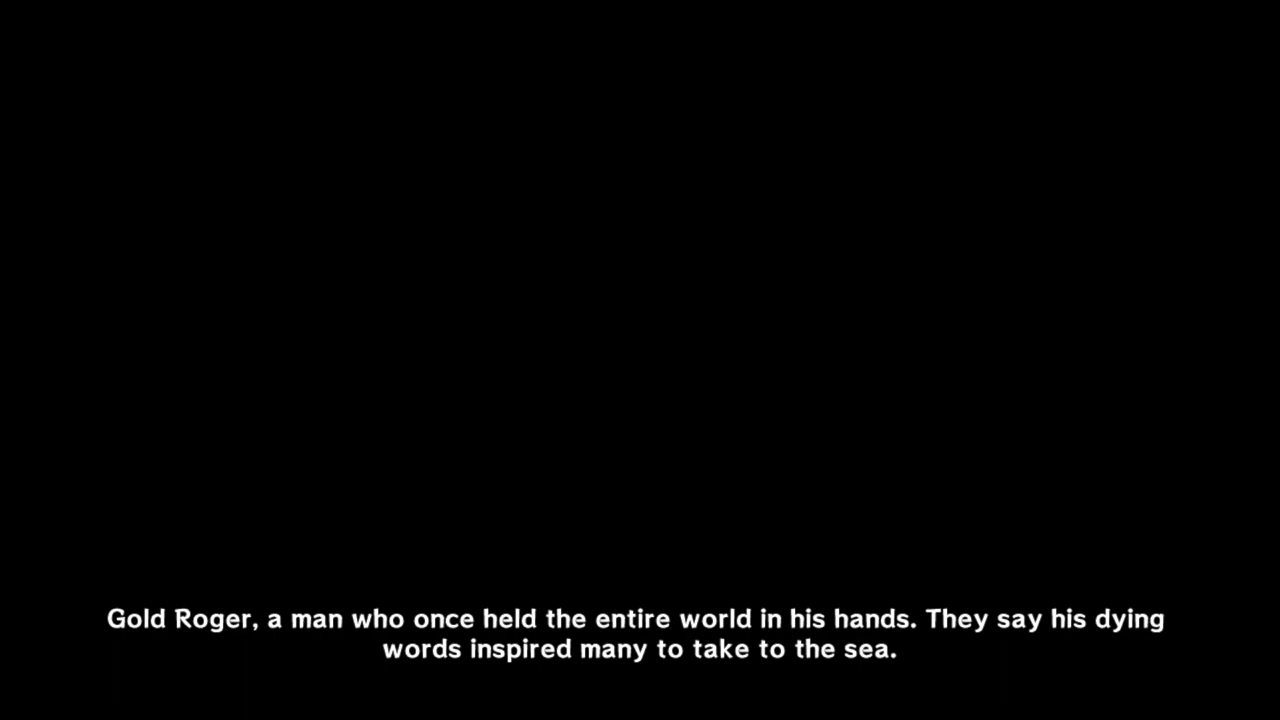 Gold Roger, a man who once held the entire world in his hands. They say his dying
words inspired many to take to the sea.